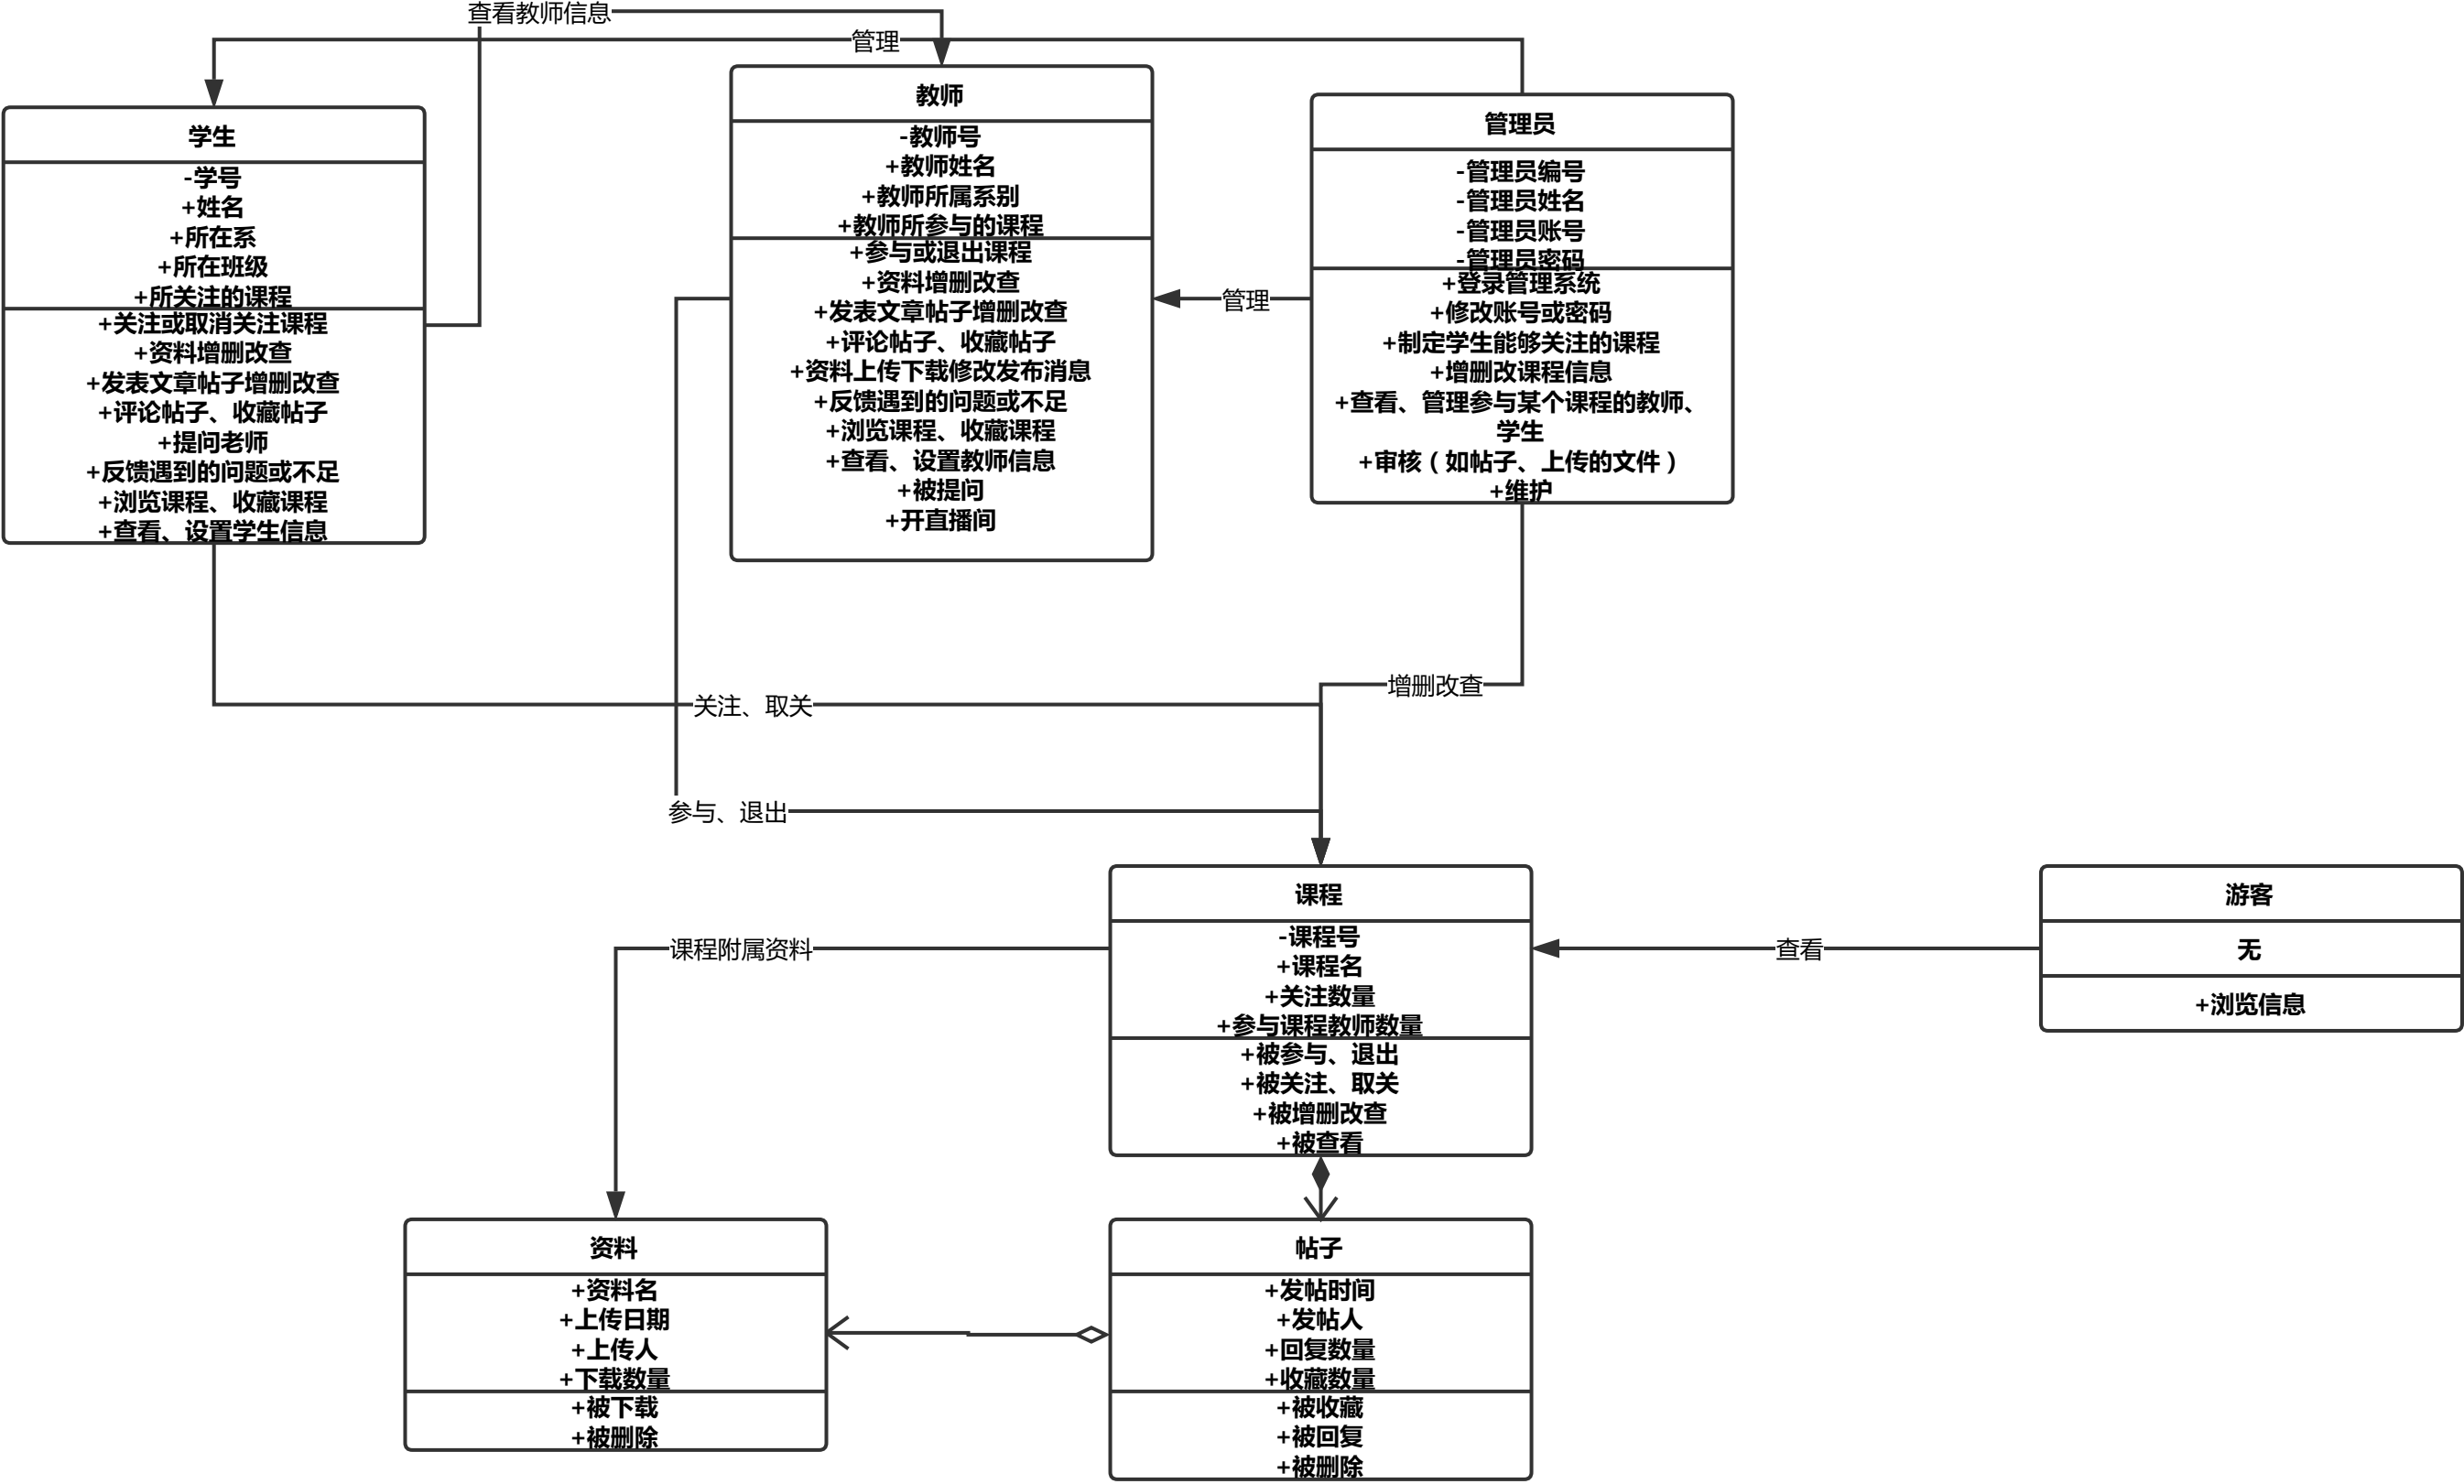 查看教师信息
管理
学生
-学号
+姓名
+所在系
+所在班级
+所关注的课程
+关注或取消关注课程
+资料增删改查
+发表文章帖子增删改查
+评论帖子、收藏帖子
+提问老师
+反馈遇到的问题或不足
+浏览课程、收藏课程
+查看、设置学生信息
教师
-教师号
+教师姓名
+教师所属系别
+教师所参与的课程
+参与或退出课程
+资料增删改查
+发表文章帖子增删改查
+评论帖子、收藏帖子
+资料上传下载修改发布消息
+反馈遇到的问题或不足
+浏览课程、收藏课程
+查看、设置教师信息
+被提问
+开直播间
管理
管理员
-管理员编号
-管理员姓名
-管理员账号
-管理员密码
+登录管理系统
+修改账号或密码
+制定学生能够关注的课程
+增删改课程信息
+查看、管理参与某个课程的教师、
学生
+审核（如帖子、上传的文件）
+维护
增删改查
关注、取关
参与、退出
课程
-课程号
+课程名
+关注数量
+参与课程教师数量
+被参与、退出
+被关注、取关
+被增删改查
+被查看
查看
游客
无
+浏览信息
课程附属资料
资料
+资料名
+上传日期
+上传人
+下载数量
+被下载
+被删除
帖子
+发帖时间
+发帖人
+回复数量
+收藏数量
+被收藏
+被回复
+被删除